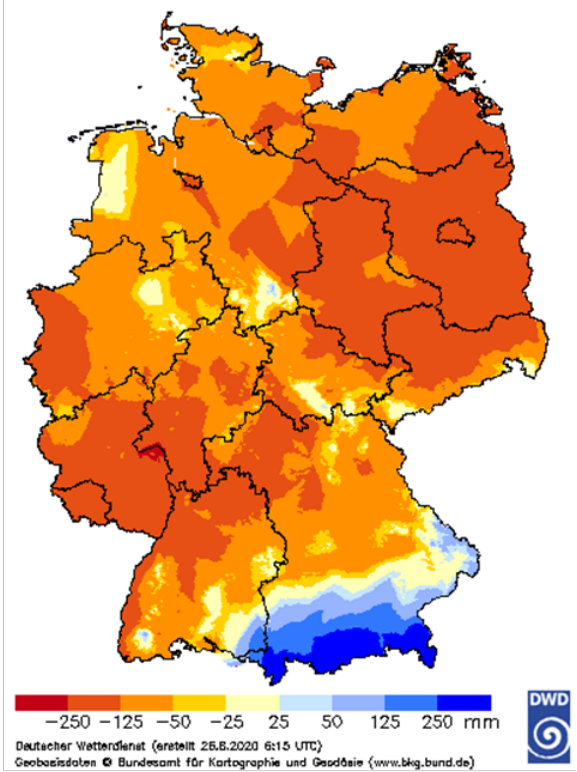 −250 −125 −50 −25 25 50 125 250 mm
DWD
Deutscher Wetterdienst (erstellt 26.8.2020 6:15 UTC)
Geobasisdaten © Bundesamt für Kartographie und Geodäsie (www.bkg.bund.de)